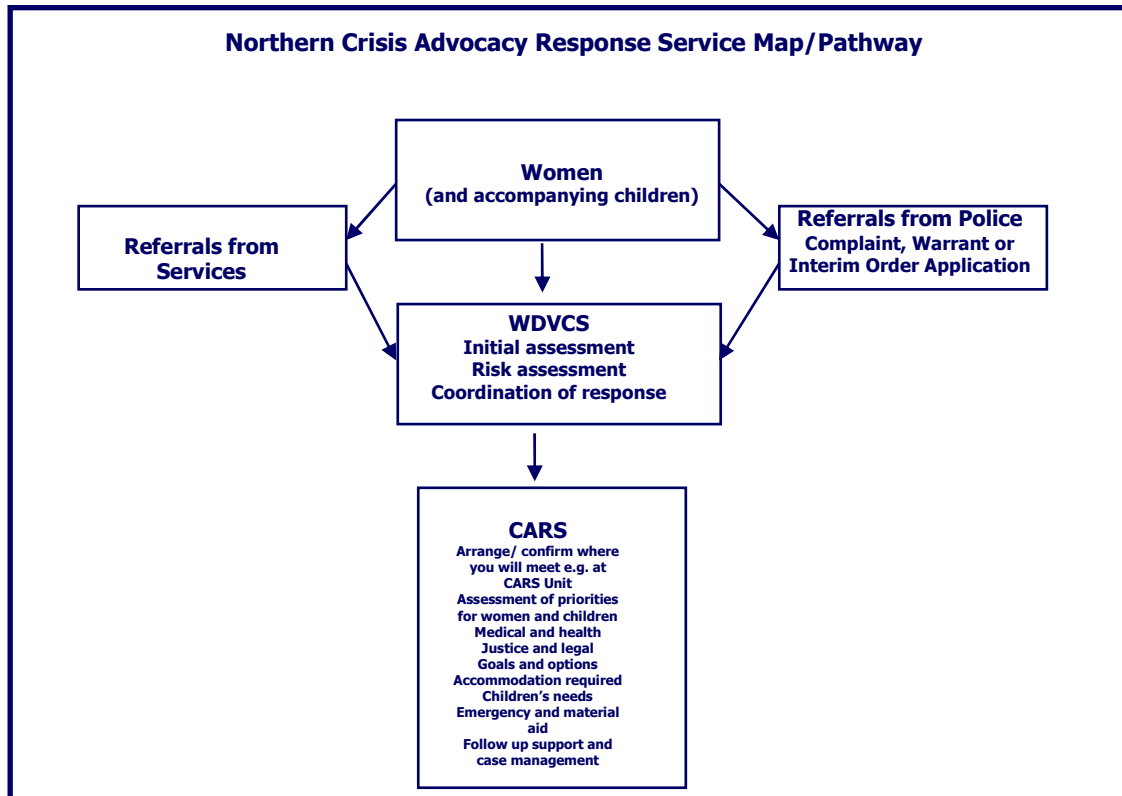 Northern Crisis Advocacy Response Service Map/Pathway
Women
(and accompanying children)
Referrals from
Services
Referrals from Police
Complaint, Warrant or
Interim Order Application
WDVCS
Initial assessment
Risk assessment
Coordination of response
CARS
Arrange/ confirm where
you will meet e.g. at
CARS Unit
Assessment of priorities
for women and children
Medical and health
Justice and legal
Goals and options
Accommodation required
Children’s needs
Emergency and material
aid
Follow up support and
case management